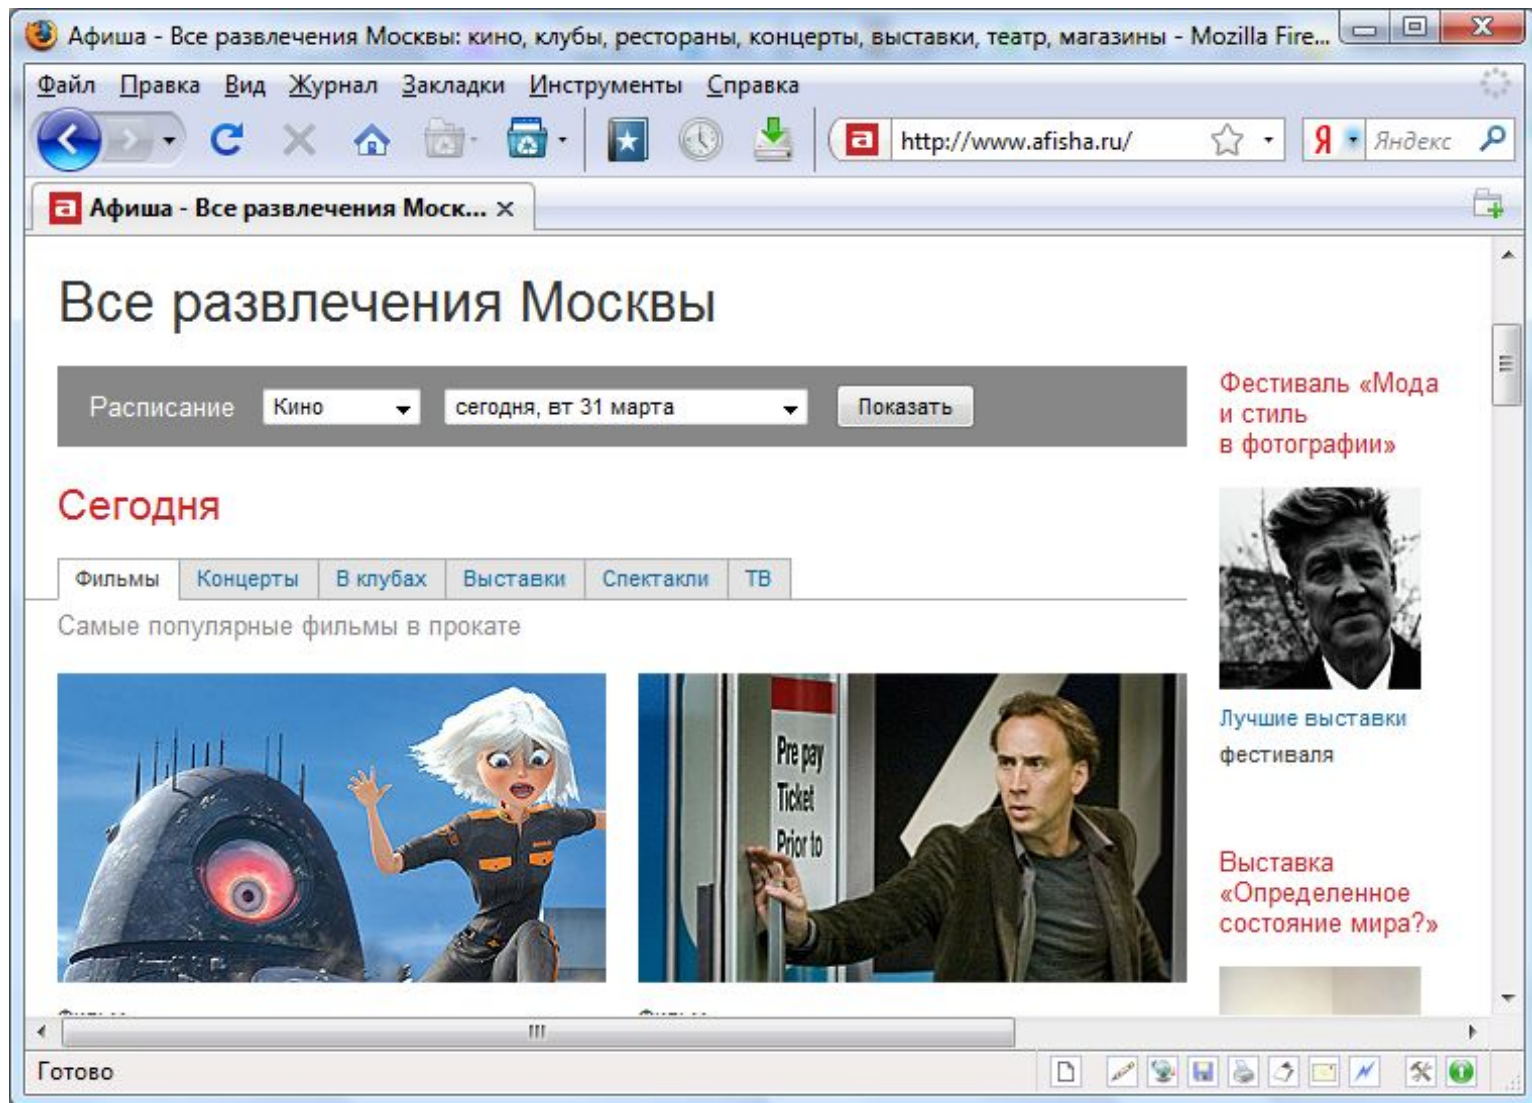 Афиша - Все развлечения Москвы: кино, клубы, рестораны, концерты, выставки, театр, магазины - Mozilla Fire...
Файл Правка Вид Журнал Закладки Инструменты Справка
http://www.afisha.ru/
Я Яндекс
Афиша - Все развлечения Моск...
Все развлечения Москвы
Расписание Кино сегодня, вт 31 марта Показать
Сегодня
Фильмы Концерты В клубах Выставки Спектакли ТВ
Самые популярные фильмы в прокате
Pre pay
Ticket
Prior to
Фестиваль «Мода
и стиль
в фотографии»
Лучшие выставки
фестиваля
Выставка
«Определенное
состояние мира?»
Готово